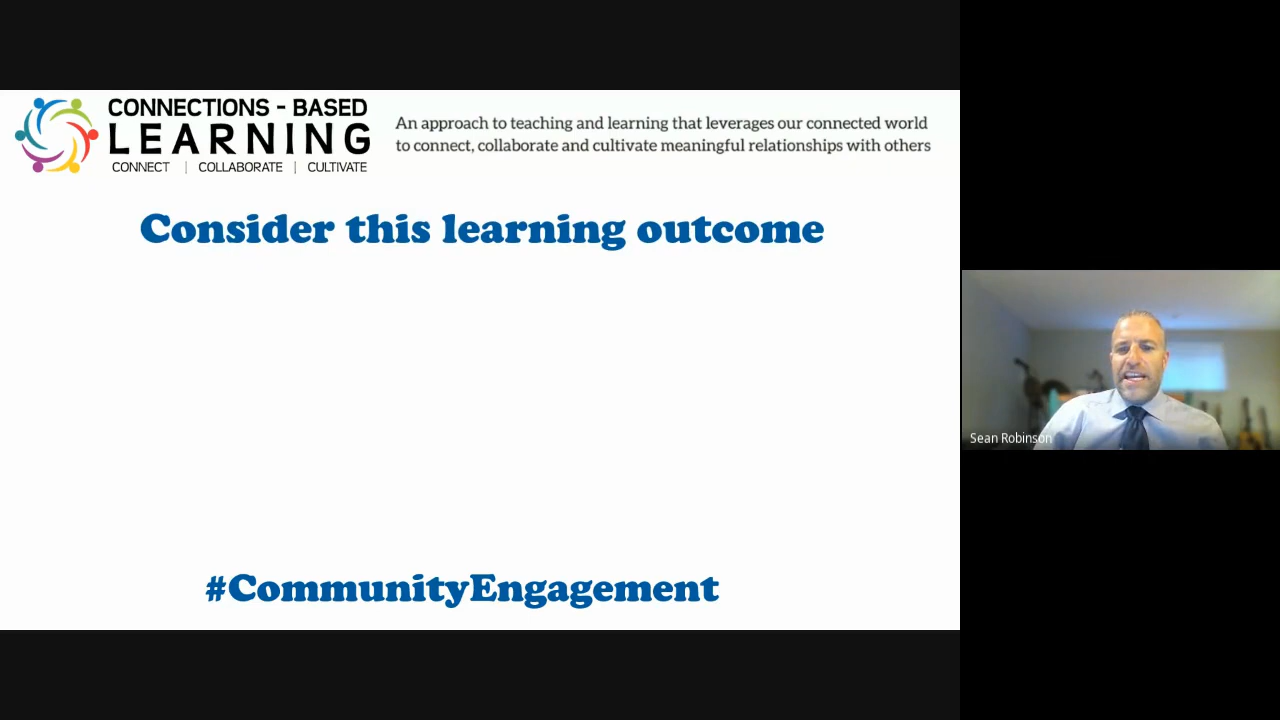 CONNECTIONS - BASED
LEARNING
CONNECT | COLLABORATE | CULTIVATE
An approach to teaching and learning that leverages our connected world
to connect, collaborate and cultivate meaningful relationships with others
Consider this learning outcome
#CommunityEngagement
Sean Robinson